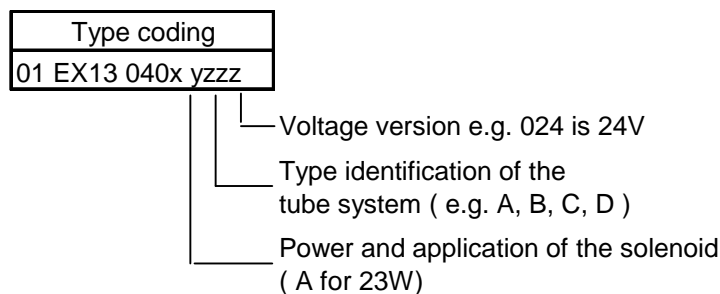 Type coding
01 EX13 040x yzzz
Voltage version e.g. 024 is 24V
Type identification of the
tube system ( e.g. A, B, C, D )
Power and application of the solenoid
( A for 23W)